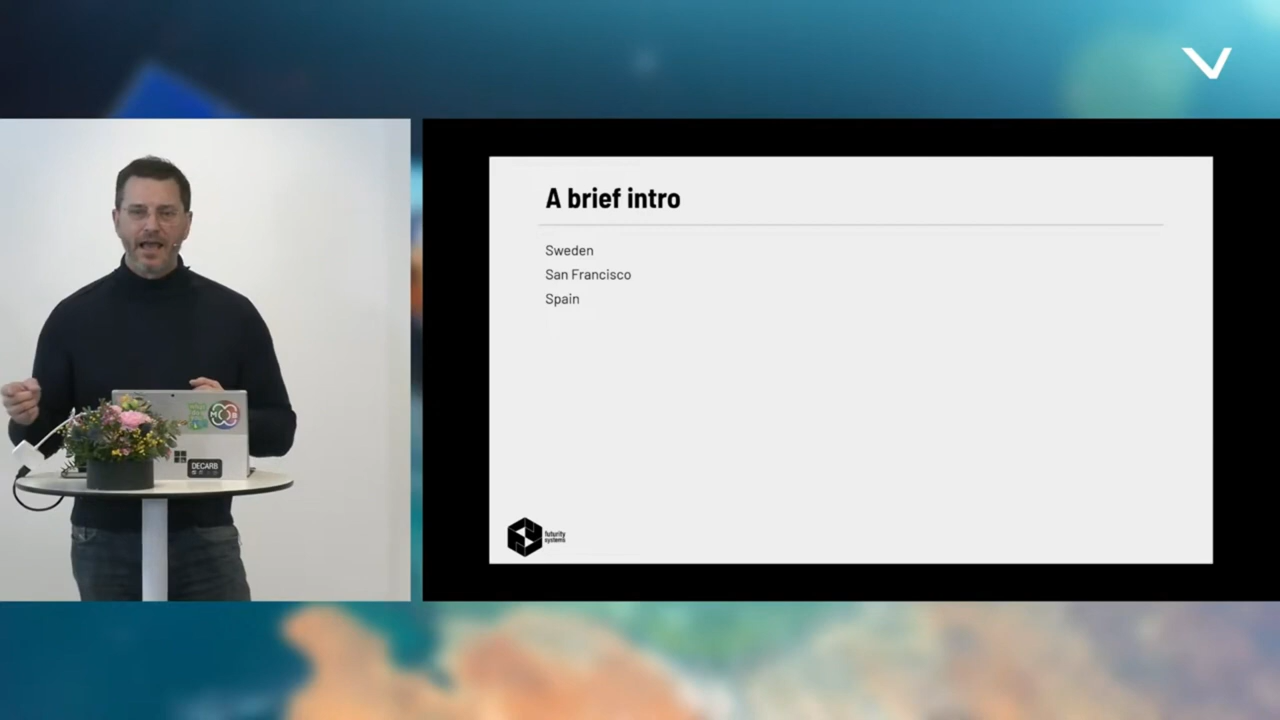 A brief intro
Sweden
San Francisco
Spain
futurity
systems
DECARB